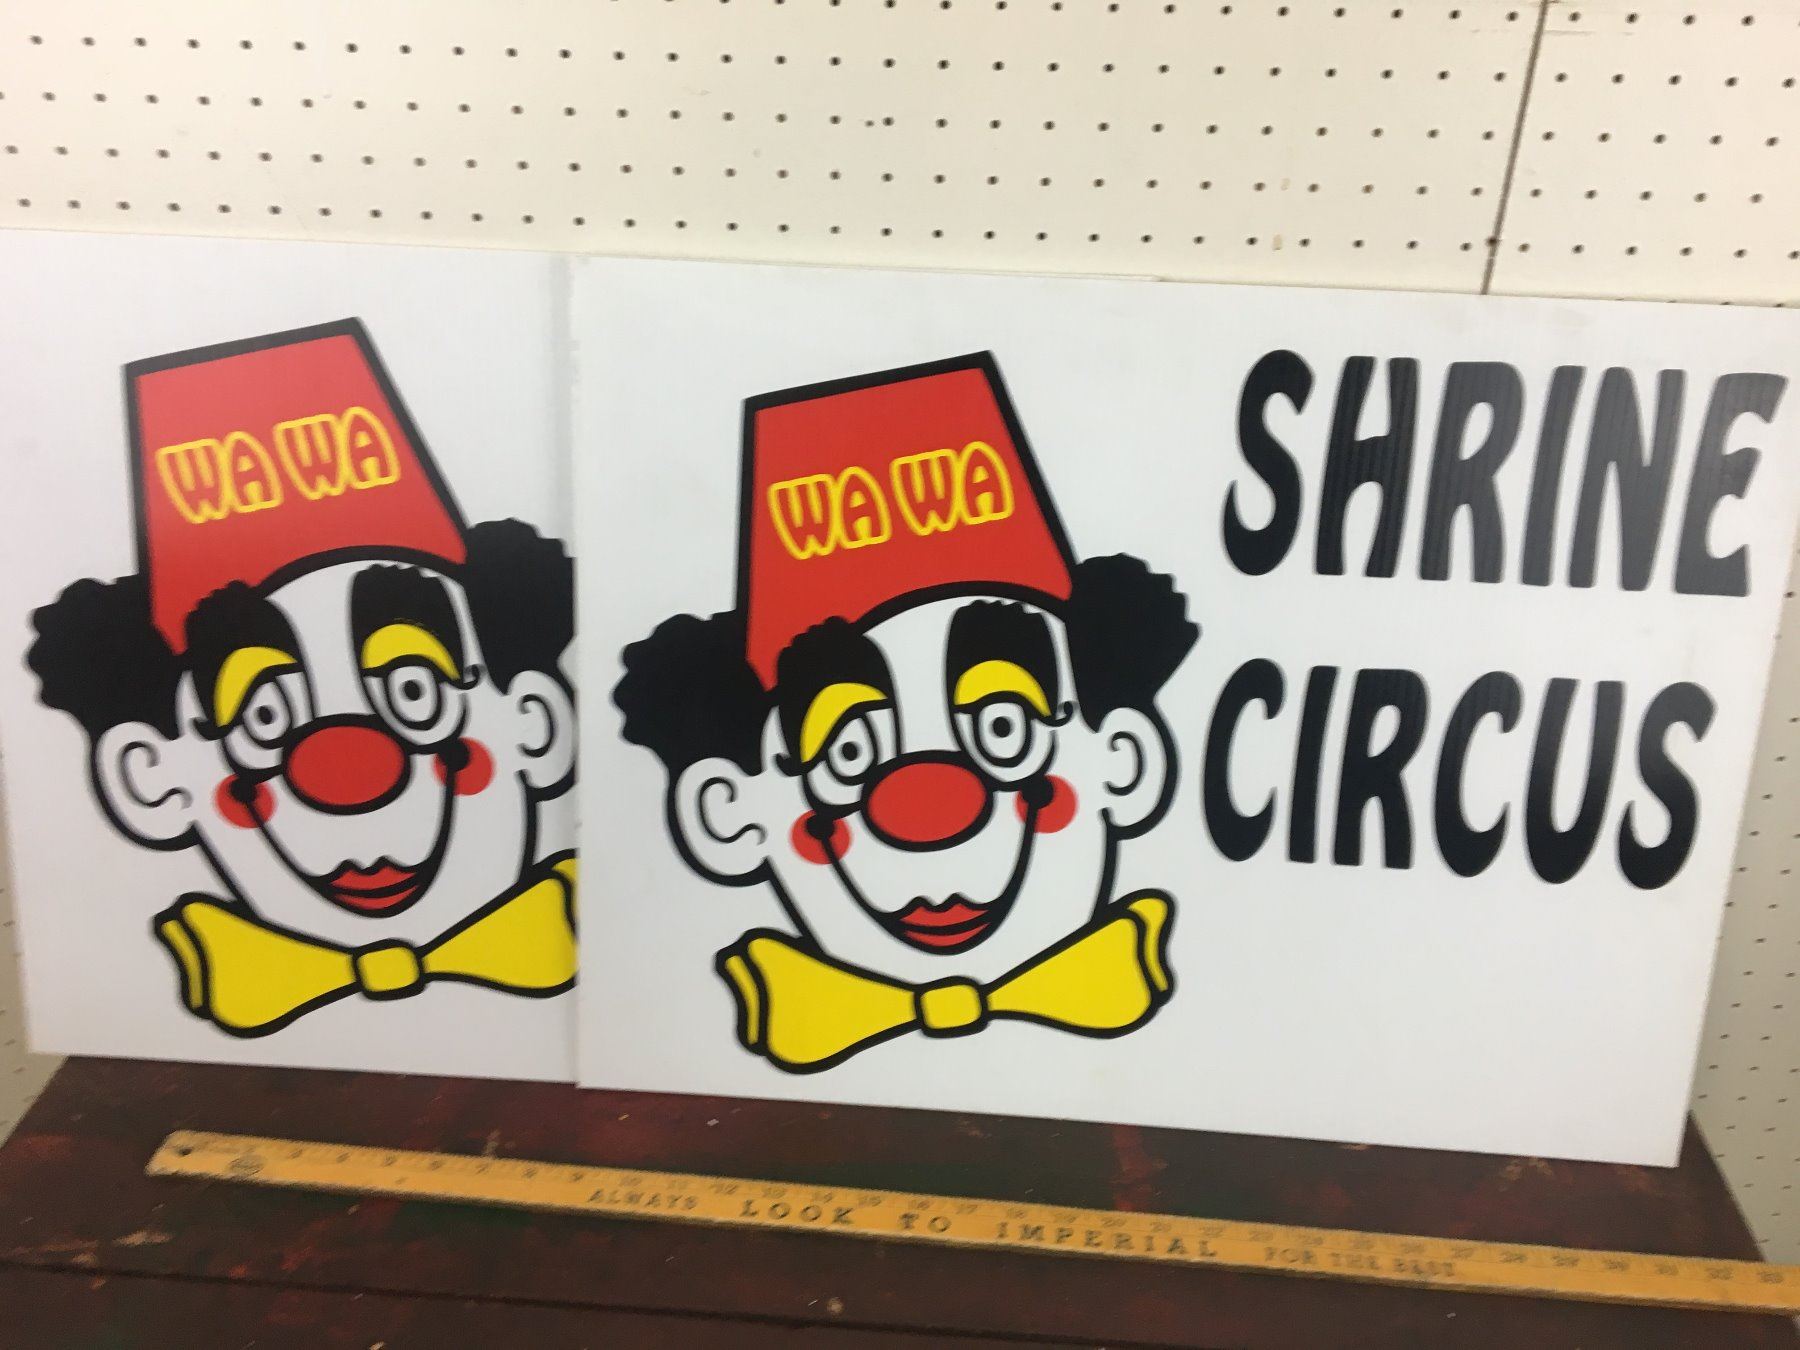 WA WA
WA WA
SHRINE
CIRCUS
ALWAYS LOOK TO IMPERIAL FOR THE BEST